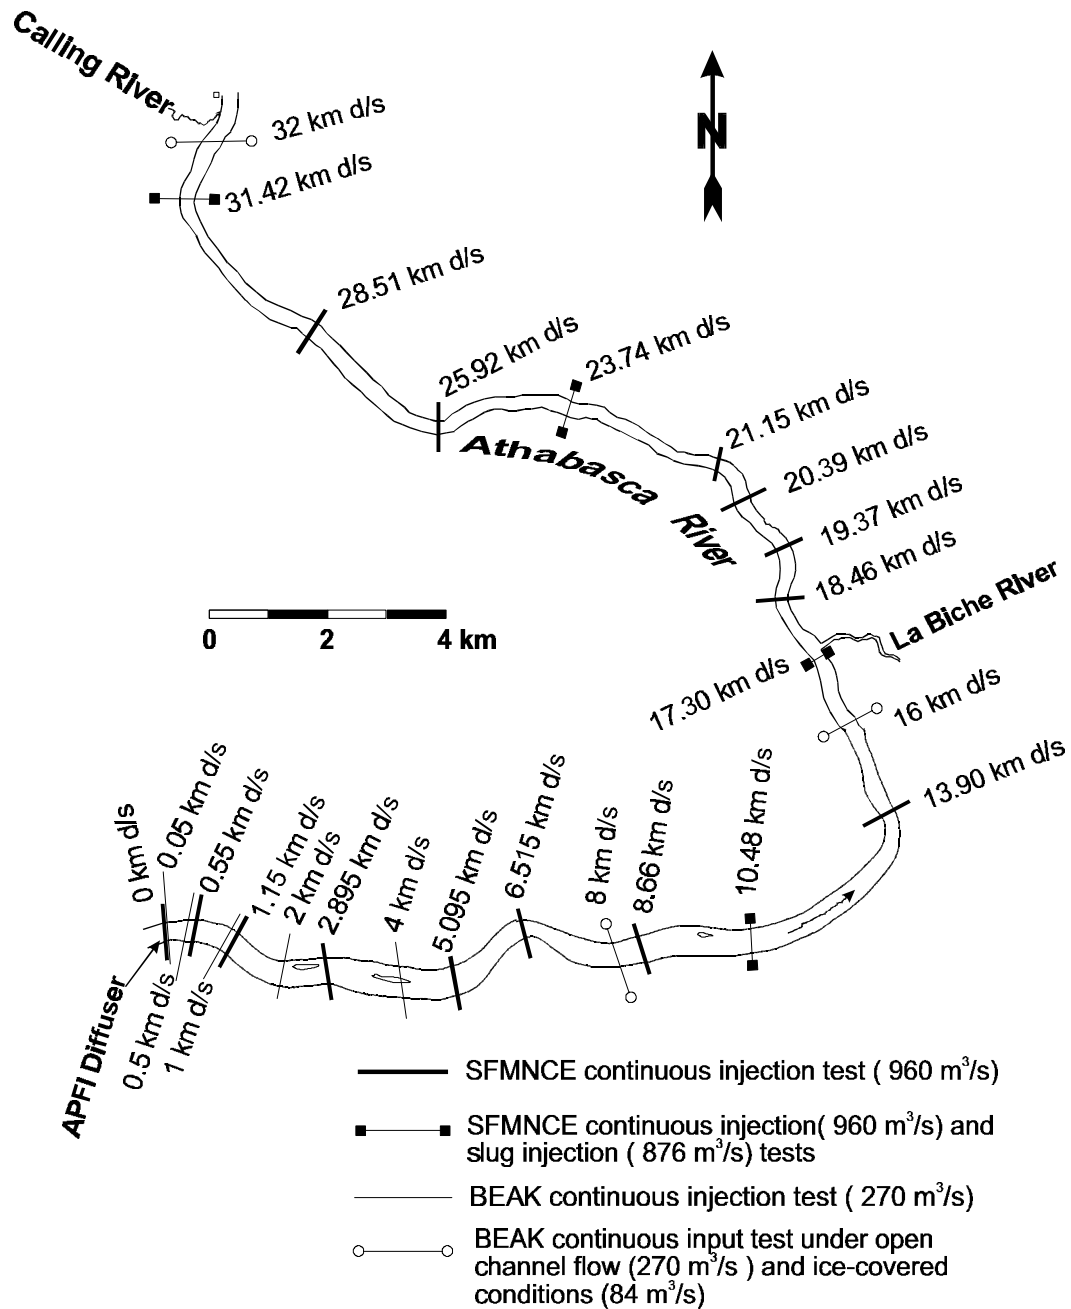 Calling River
32 km d/s
N
31.42 km d/s
28.51 km d/s
25.92 km d/s
23.74 km d/s
21.15 km d/s
Athabasca River
20.39 km d/s
19.37 km d/s
18.46 km d/s
La Biche River
0 2 4 km
17.30 km d/s
16 km d/s
13.90 km d/s
0 km d/s
0.05 km d/s
0.55 km d/s
1.15 km d/s
2 km d/s
2.895 km d/s
4 km d/s
5.095 km d/s
6.515 km d/s
8 km d/s
8.66 km d/s
10.48 km d/s
APFI Diffuser
0.5 km d/s
1 km d/s
SFMNCE continuous injection test ( 960 m³/s)
SFMNCE continuous injection( 960 m³/s) and
slug injection ( 876 m³/s) tests
BEAK continuous injection test ( 270 m³/s)
BEAK continuous input test under open
channel flow (270 m³/s ) and ice-covered
conditions (84 m³/s)